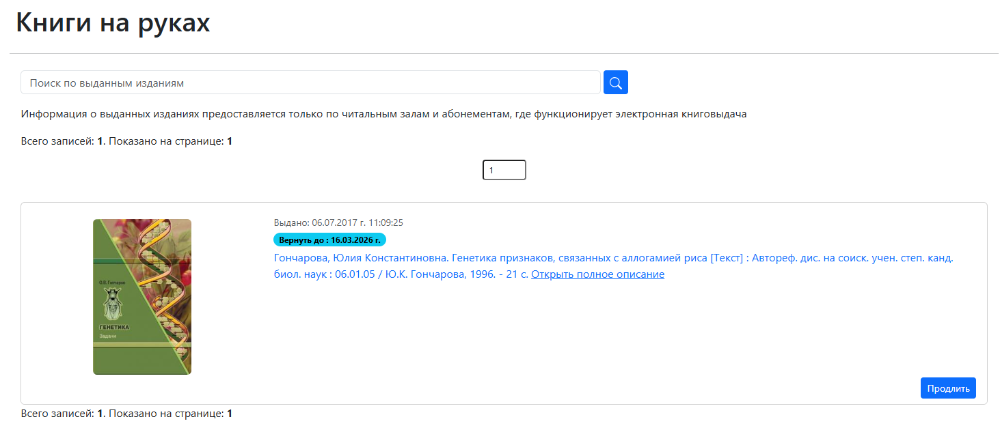 Книги на руках
Поиск по выданным изданиям
Информация о выданных изданиях предоставляется только по читальным залам и абонементам, где функционирует электронная книговыдача
Всего записей: 1. Показано на странице: 1
1
Выдано: 06.07.2017 г. 11:09:25
Вернуть до : 16.03.2026 г.
Гончарова, Юлия Константиновна. Генетика признаков, связанных с аллогамией риса [Текст] : Автореф. дис. на соиск. учен. степ. канд.
биол. наук : 06.01.05 / Ю.К. Гончарова, 1996. - 21 с. Открыть полное описание
О.В. Гончаров
ГЕНЕТИКА
Задачи
Продлить
Всего записей: 1. Показано на странице: 1